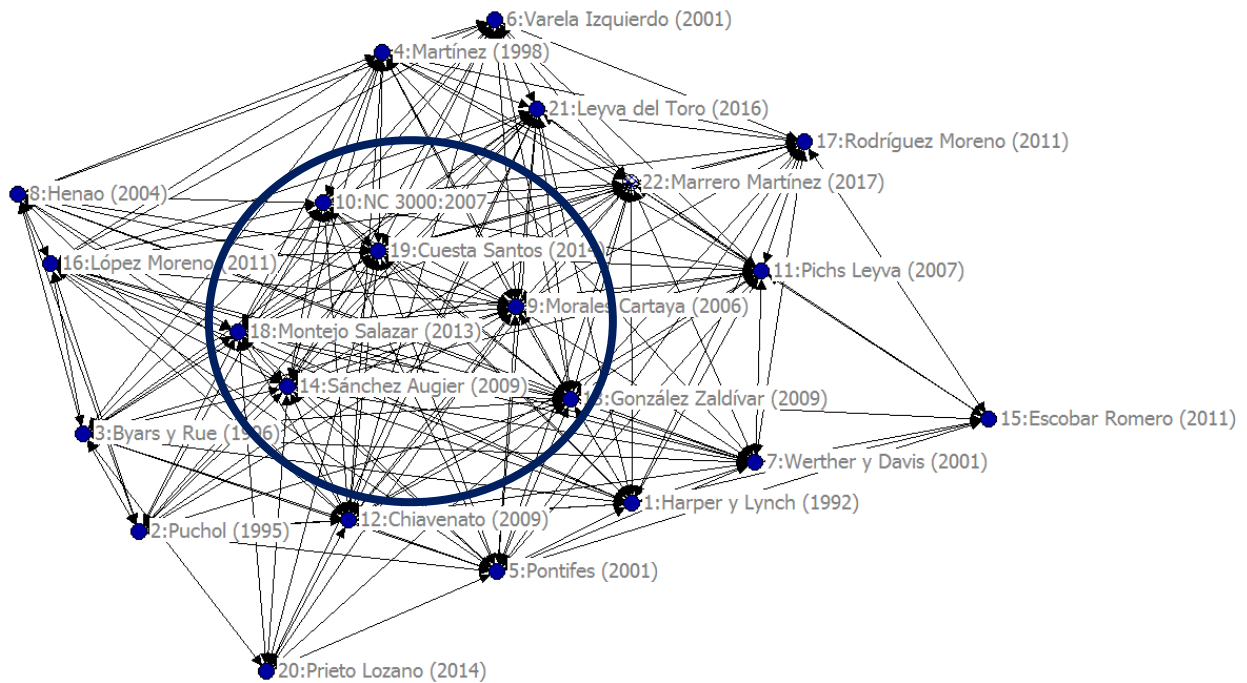 6:Varela Izquierdo (2001)
4:Martínez (1998)
21:Leyva del Toro (2016)
17:Rodríguez Moreno (2011)
22:Marrero Martínez (2017)
8:Henao (2004)
10:NC 3000:2007
19:Cuesta Santos (2014)
16:López Moreno (2011)
11:Pichs Leyva (2007)
9:Morales Cartaya (2006)
18:Montejo Salazar (2013)
14:Sánchez Augier (2009)
13:González Zaldívar (2009)
15:Escobar Romero (2011)
3:Byars y Rue (1996)
7:Werther y Davis (2001)
1:Harper y Lynch (1992)
12:Chiavenato (2009)
2:Puchol (1995)
5:Pontifes (2001)
20:Prieto Lozano (2014)